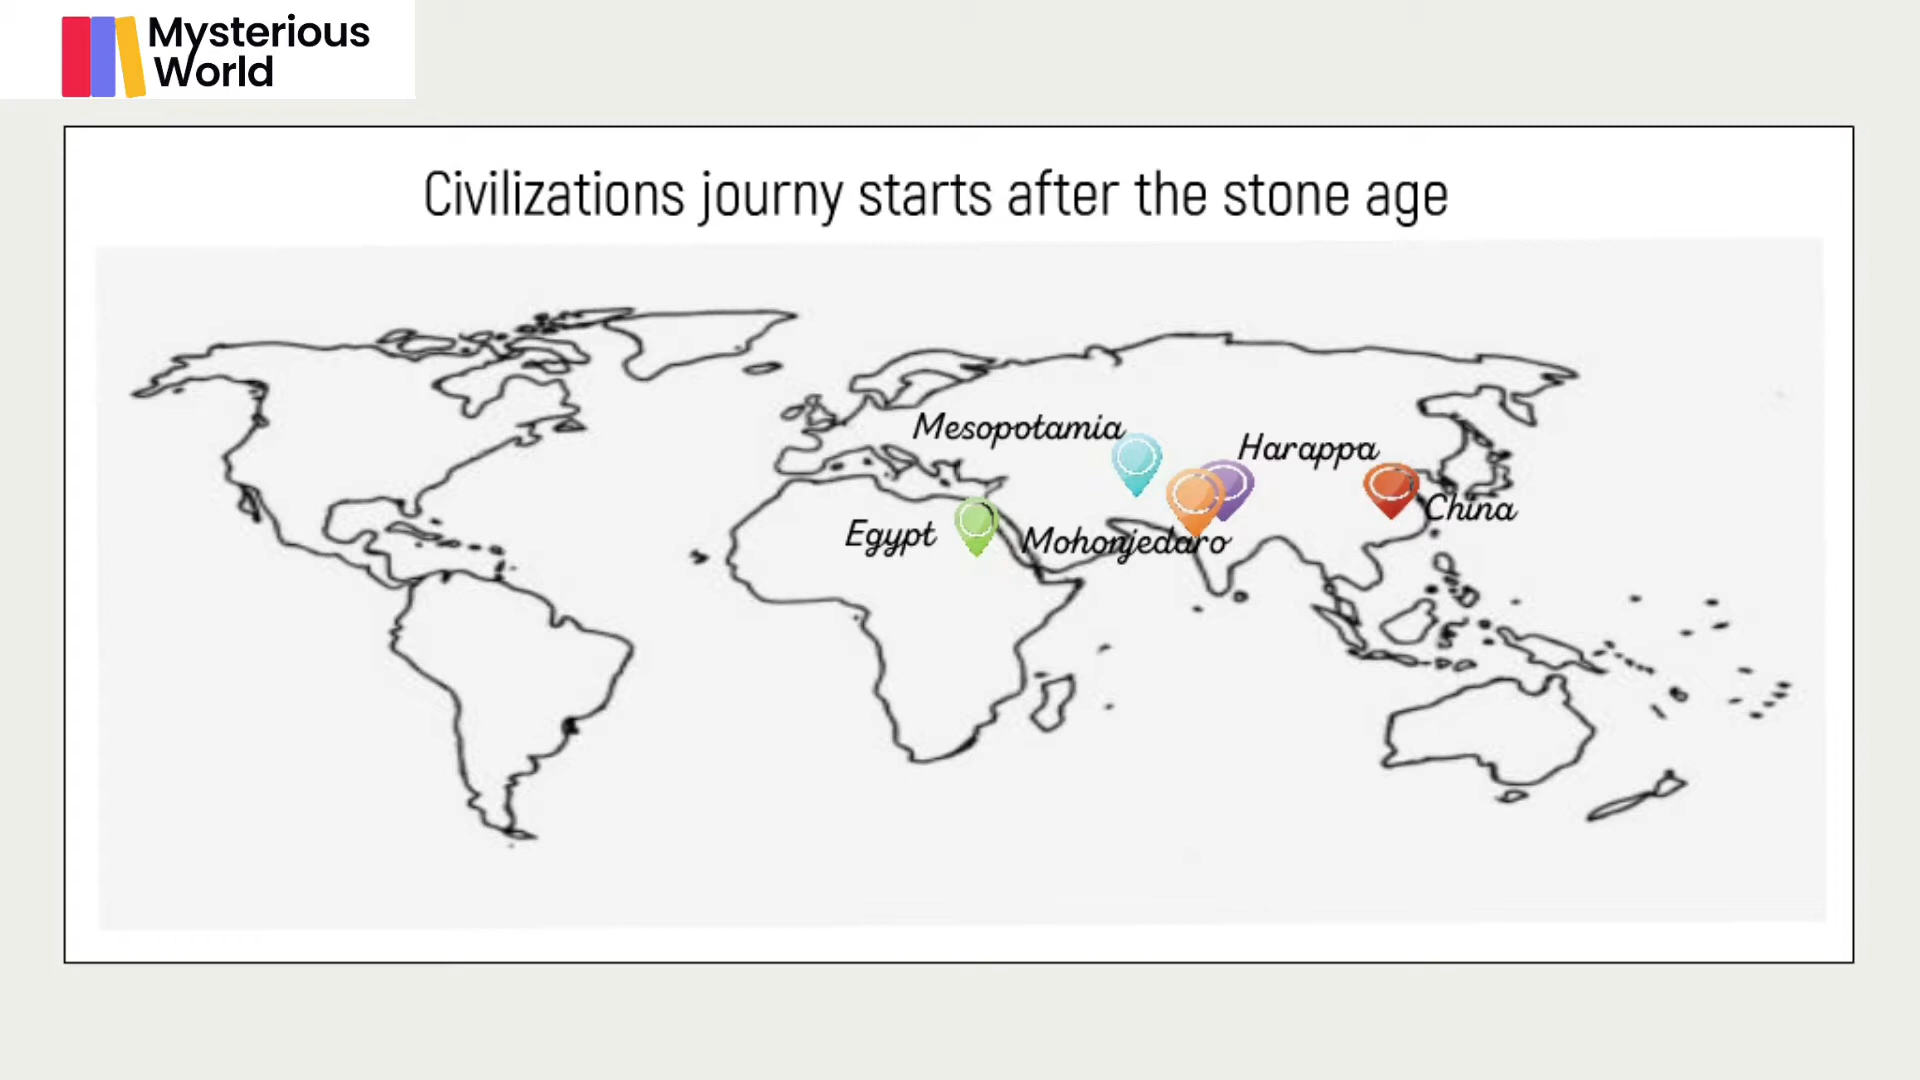 Mysterious
World
Civilizations journy starts after the stone age
Mesopotamia
Harappa
China
Egypt
Mohonjedaro